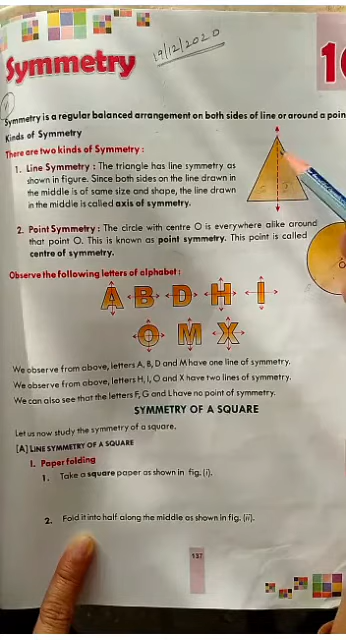 Symmetry
19/12/2020
Symmetry is a regular balanced arrangement on both sides of line or around a poin
Kinds of Symmetry
There are two kinds of Symmetry :
1. Line Symmetry : The triangle has line symmetry as
shown in figure. Since both sides on the line drawn in
the middle is of same size and shape, the line drawn
in the middle is called axis of symmetry.
2. Point Symmetry : The circle with centre O is everywhere alike around
that point O. This is known as point symmetry. This point is called
centre of symmetry.
Observe the following letters of alphabet :
A B D H I
O M X
We observe from above, letters A, B, D and M have one line of symmetry.
We observe from above, letters H, I, O and X have two lines of symmetry.
We can also see that the letters F, G and L have no point of symmetry.
SYMMETRY OF A SQUARE
Let us now study the symmetry of a square.
[A] LINE SYMMETRY OF A SQUARE
I. Paper folding
1. Take a square paper as shown in fig. (i).
2. Fold it into half along the middle as shown in fig. (ii).
137